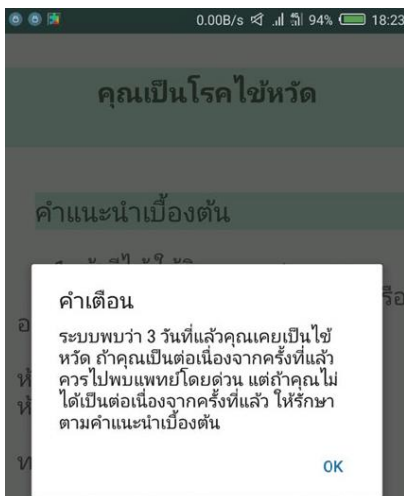 0.00B/s 94% 18:23
คุณเป็นโรคไข้หวัด
คำแนะนำเบื้องต้น
คำเตือน
ระบบพบว่า 3 วันที่แล้วคุณเคยเป็นไข้
หวัด ถ้าคุณเป็นต่อเนื่องจากครั้งที่แล้ว
ควรไปพบแพทย์โดยด่วน แต่ถ้าคุณไม่
ได้เป็นต่อเนื่องจากครั้งที่แล้ว ให้รักษา
ตามคำแนะนำเบื้องต้น
OK